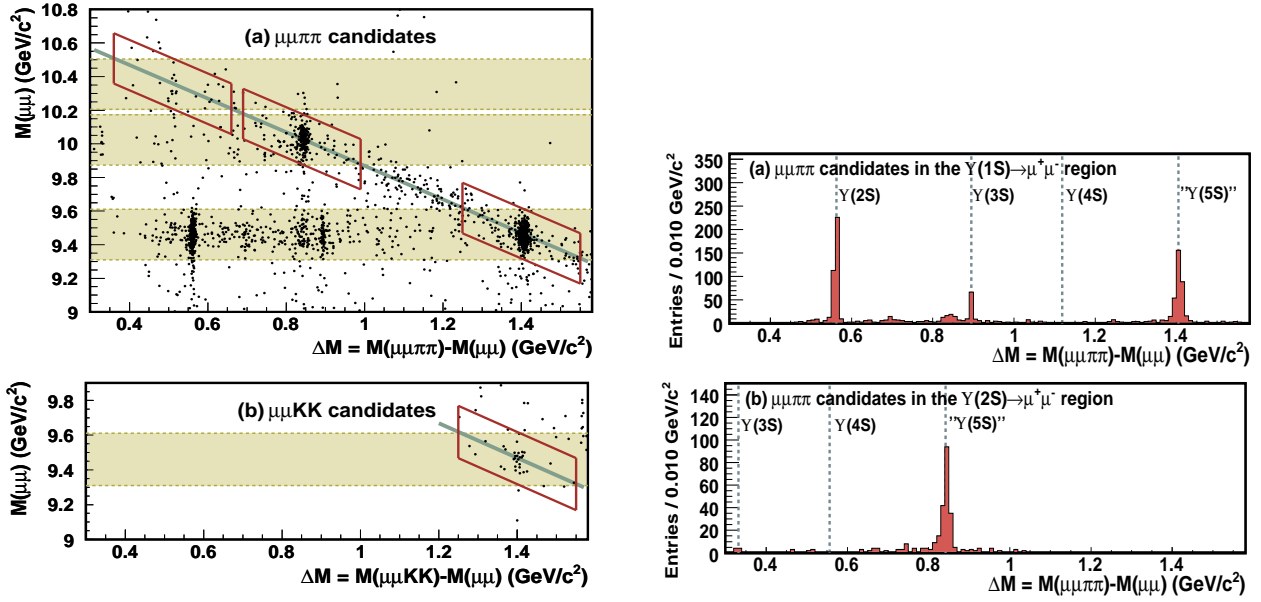 (a) μμππ candidates
M(μμ) (GeV/c²)
10.8
10.6
10.4
10.2
10
9.8
9.6
9.4
9.2
9
0.4 0.6 0.8 1 1.2 1.4
ΔM = M(μμππ)-M(μμ) (GeV/c²)
(b) μμKK candidates
M(μμ) (GeV/c²)
9.8
9.6
9.4
9.2
9
0.4 0.6 0.8 1 1.2 1.4
ΔM = M(μμKK)-M(μμ) (GeV/c²)
(a) μμππ candidates in the Υ(1S)→μ⁺μ⁻ region
Υ(2S) Υ(3S) Υ(4S) "Υ(5S)"
Entries / 0.010 GeV/c²
350
300
250
200
150
100
50
0
0.4 0.6 0.8 1 1.2 1.4
ΔM = M(μμππ)-M(μμ) (GeV/c²)
(b) μμππ candidates in the Υ(2S)→μ⁺μ⁻ region
Υ(3S) Υ(4S) "Υ(5S)"
Entries / 0.010 GeV/c²
140
120
100
80
60
40
20
0
0.4 0.6 0.8 1 1.2 1.4
ΔM = M(μμππ)-M(μμ) (GeV/c²)